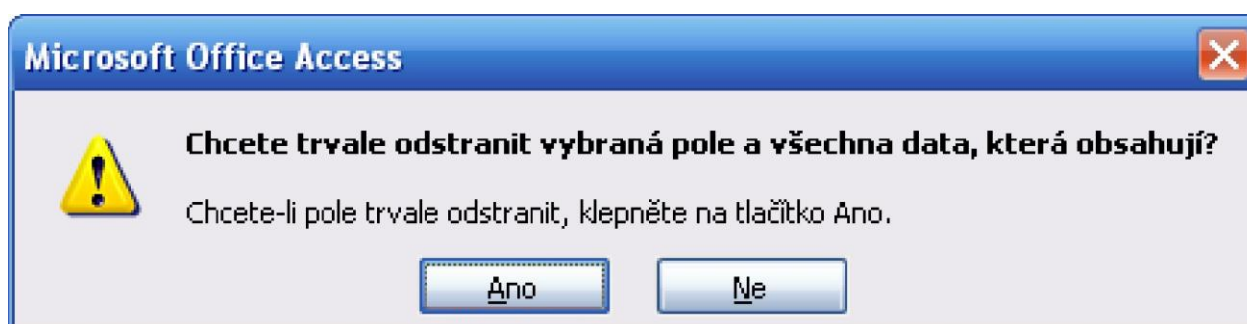 Microsoft Office Access
Chcete trvale odstranit vybraná pole a všechna data, která obsahují?
Chcete-li pole trvale odstranit, klepněte na tlačítko Ano.
Ano Ne